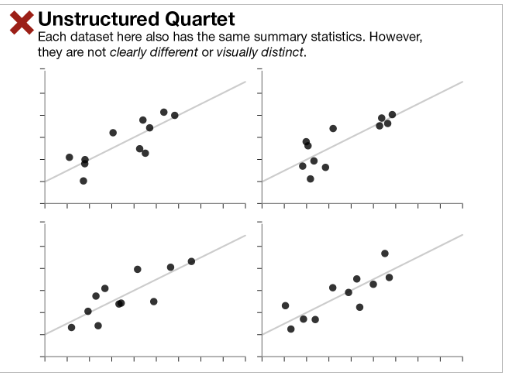 Unstructured Quartet
Each dataset here also has the same summary statistics. However,
they are not clearly different or visually distinct.